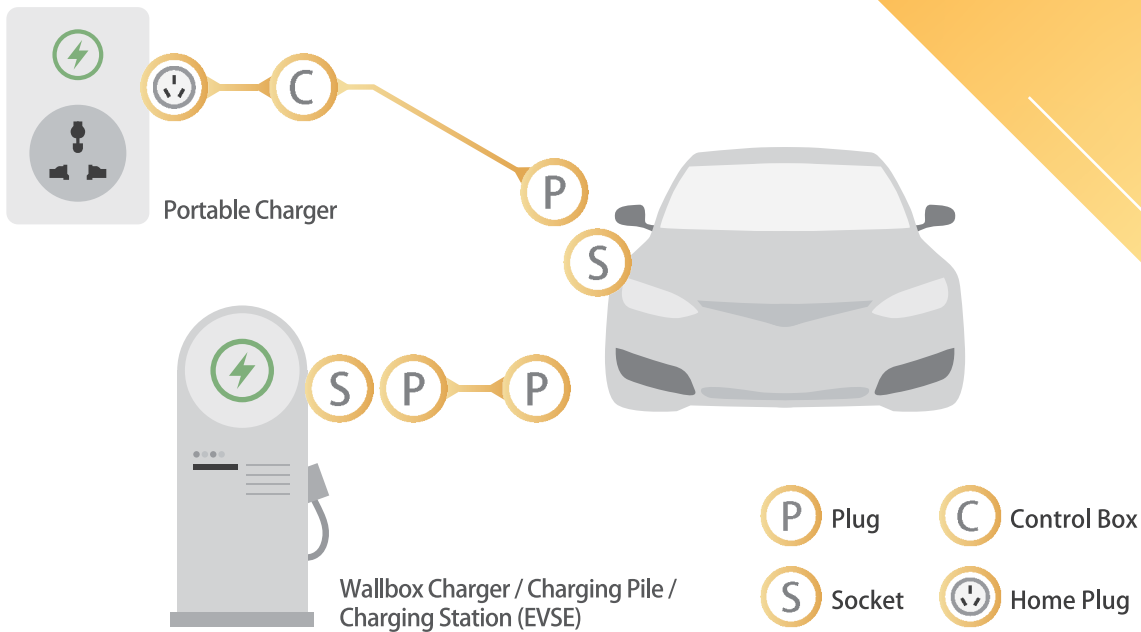 C
P
Portable Charger
S
S P P
P Plug
C Control Box
Wallbox Charger / Charging Pile /
Charging Station (EVSE)
S Socket
Home Plug